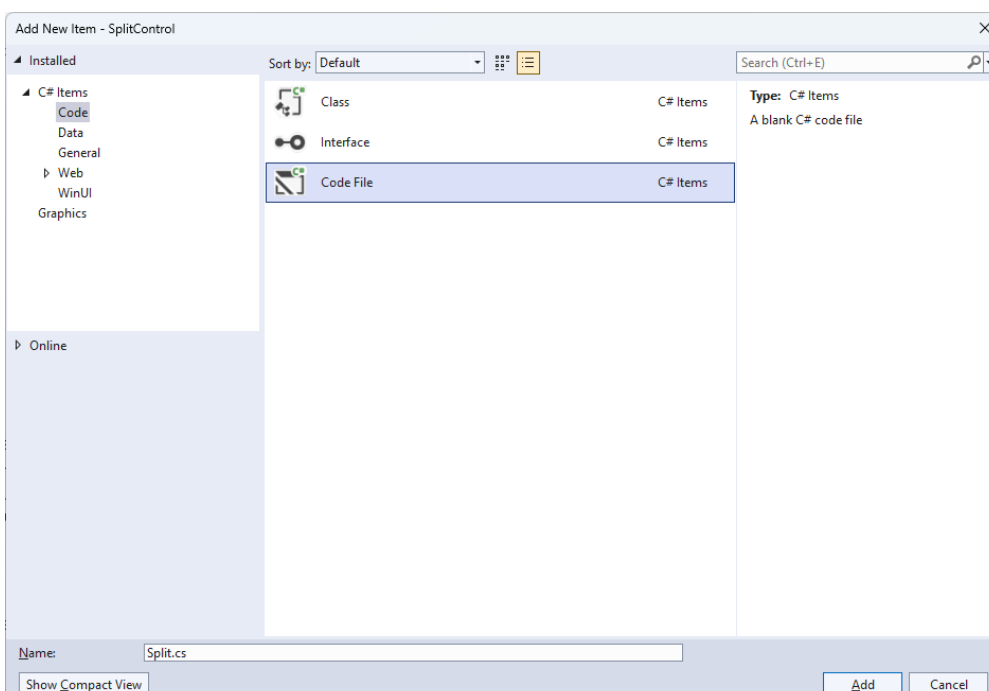 Add New Item - SplitControl
Installed
C# Items
Code
Data
General
Web
WinUI
Graphics
Online
Sort by: Default
Class C# Items
Interface C# Items
Code File C# Items
Search (Ctrl+E)
Type: C# Items
A blank C# code file
Name: Split.cs
Show Compact View
Add Cancel